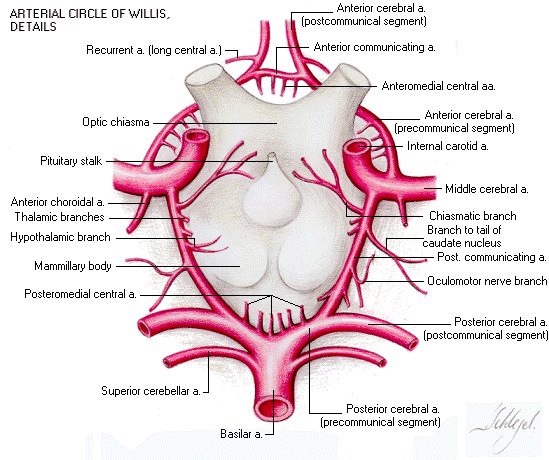 ARTERIAL CIRCLE OF WILLIS,
DETAILS
Anterior cerebral a.
(postcommunical segment)
Recurrent a. (long central a.)
Anterior communicating a.
Anteromedial central aa.
Optic chiasma
Anterior cerebral a.
(precommunical segment)
Internal carotid a.
Pituitary stalk
Middle cerebral a.
Anterior choroidal a.
Thalamic branches
Hypothalamic branch
Chiasmatic branch
Branch to tail of
caudate nucleus
Post. communicating a.
Mammillary body
Oculomotor nerve branch
Posteromedial central a.
Posterior cerebral a.
(postcommunical segment)
Superior cerebellar a.
Posterior cerebral a.
(precommunical segment)
Basilar a.
Schlegel.